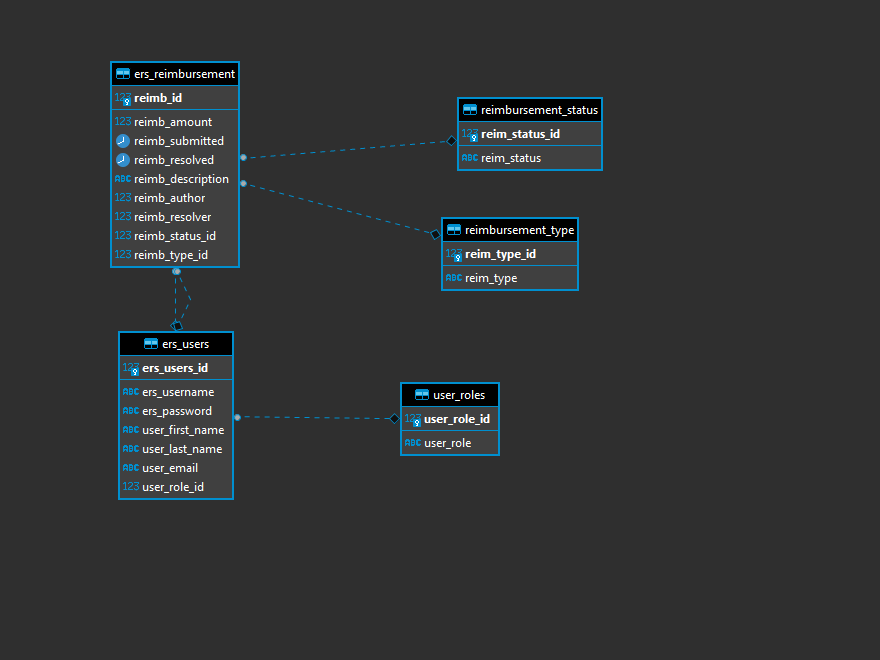 ers_reimbursement
123 reimb_id
123 reimb_amount
reimb_submitted
reimb_resolved
ABC reimb_description
123 reimb_author
123 reimb_resolver
123 reimb_status_id
123 reimb_type_id
reimbursement_status
123 reim_status_id
ABC reim_status
reimbursement_type
123 reim_type_id
ABC reim_type
ers_users
123 ers_users_id
ABC ers_username
ABC ers_password
ABC user_first_name
ABC user_last_name
ABC user_email
123 user_role_id
user_roles
123 user_role_id
ABC user_role